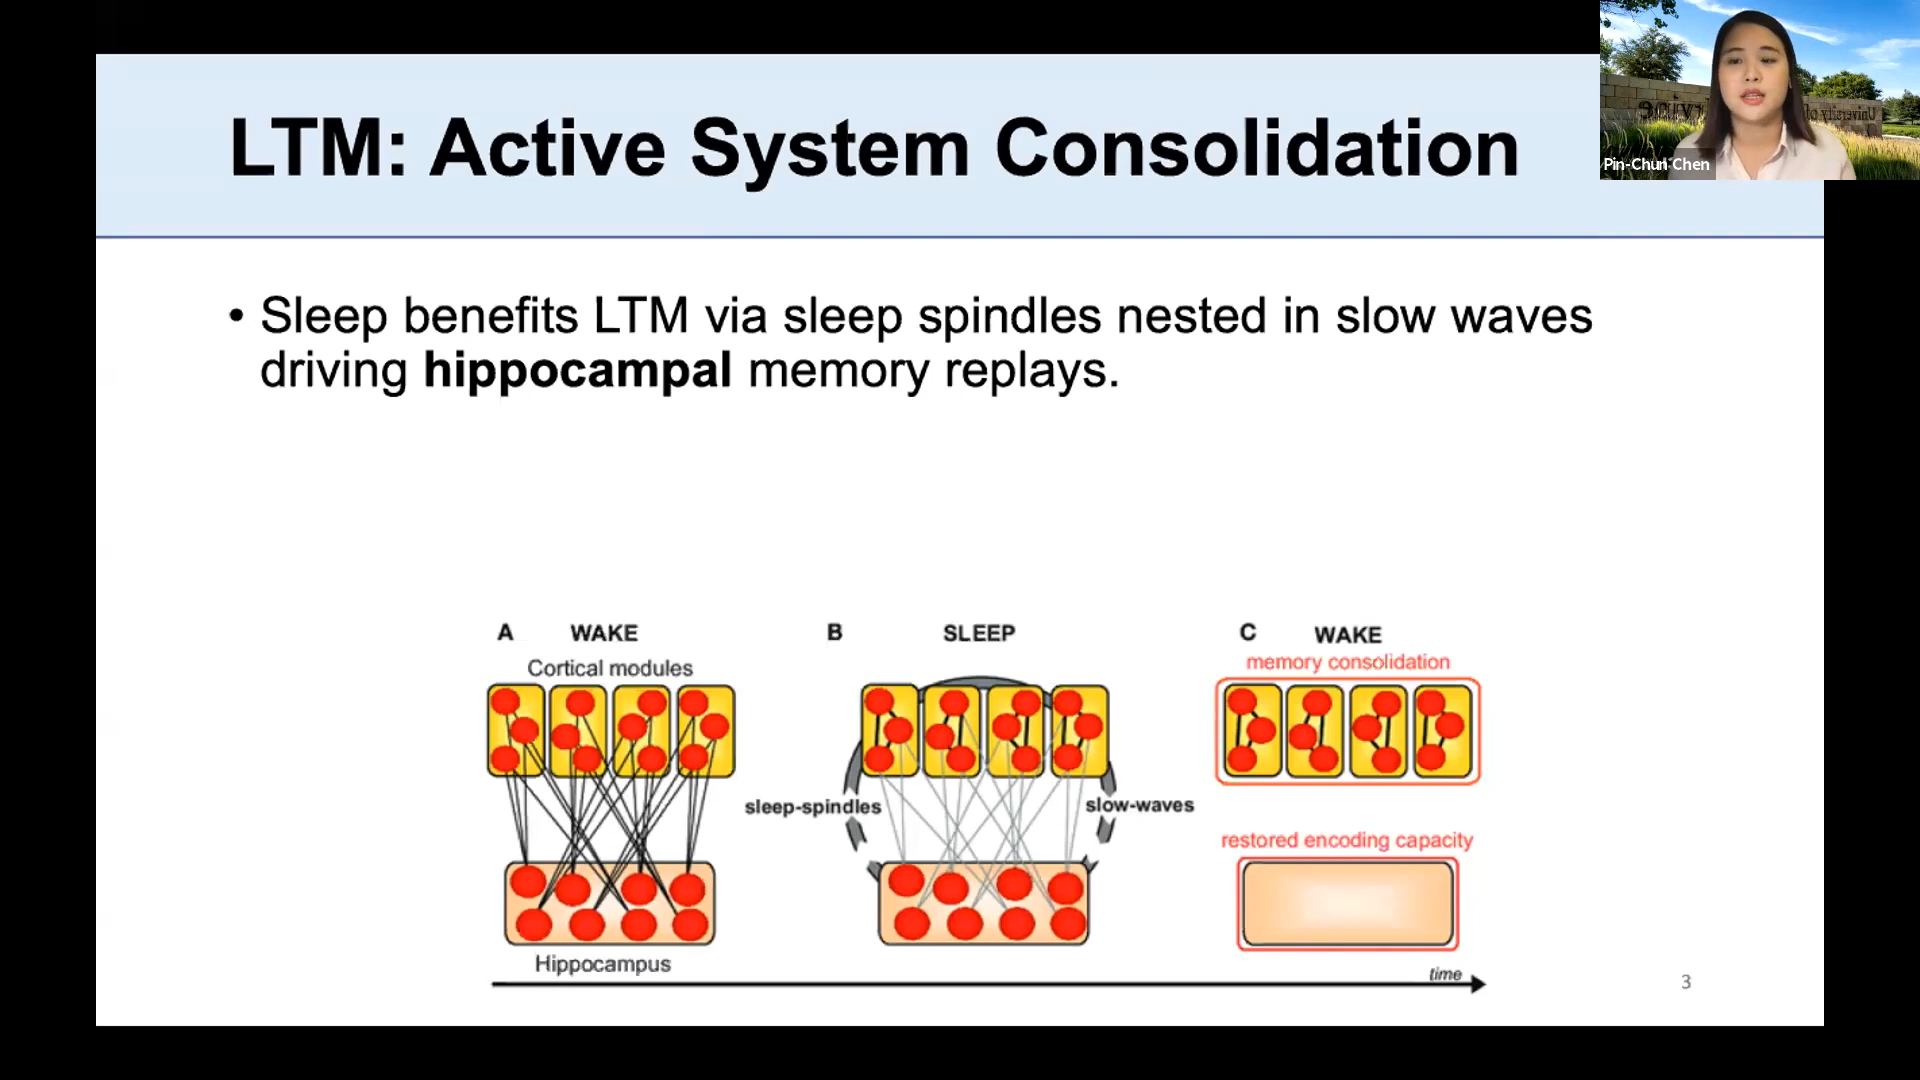 LTM: Active System Consolidation
Pin-Chun Chen
• Sleep benefits LTM via sleep spindles nested in slow waves
driving hippocampal memory replays.
A WAKE
Cortical modules
Hippocampus
B SLEEP
sleep-spindles
slow-waves
C WAKE
memory consolidation
restored encoding capacity
time
3